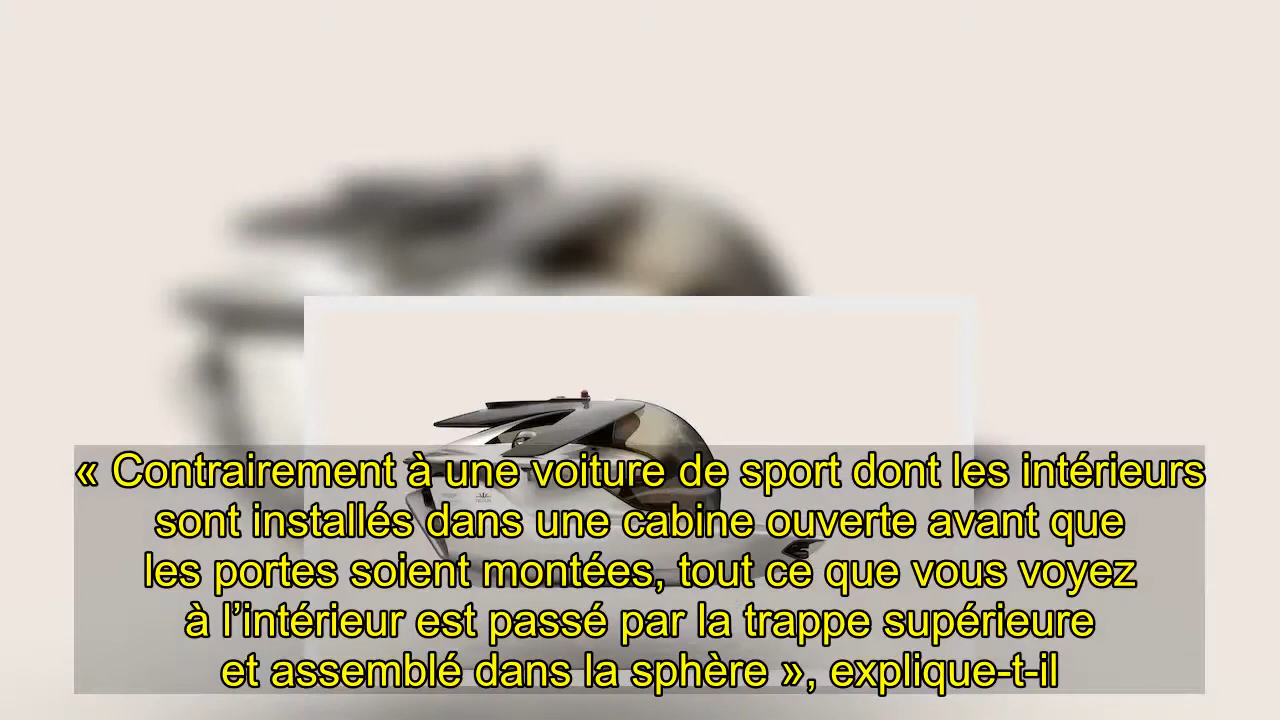 « Contrairement à une voiture de sport dont les intérieurs
sont installés dans une cabine ouverte avant que
les portes soient montées, tout ce que vous voyez
à l’intérieur est passé par la trappe supérieure
et assemblé dans la sphère », explique-t-il